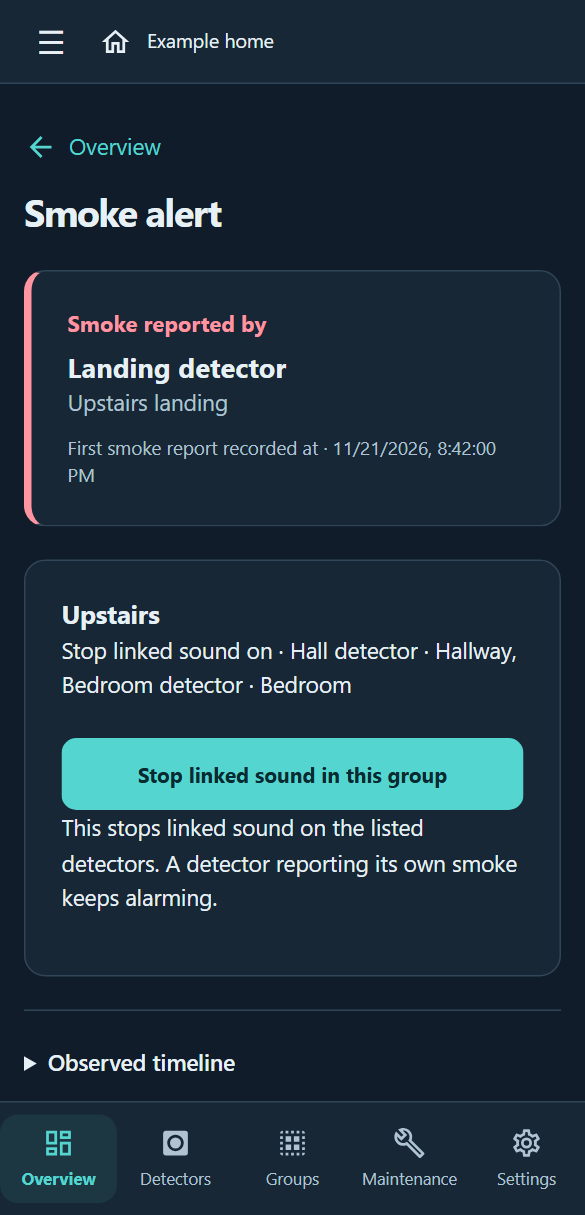 Example home
Overview
Smoke alert
Smoke reported by
Landing detector
Upstairs landing
First smoke report recorded at · 11/21/2026, 8:42:00
PM
Upstairs
Stop linked sound on · Hall detector · Hallway,
Bedroom detector · Bedroom
Stop linked sound in this group
This stops linked sound on the listed
detectors. A detector reporting its own smoke
keeps alarming.
Observed timeline
Overview
Detectors
Groups
Maintenance
Settings